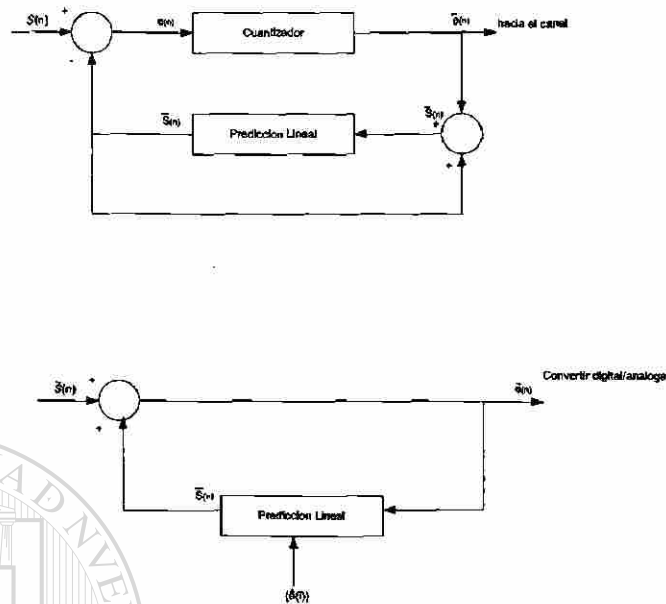 S(n)
+
e(n)
Cuantizador
hacia el canal
-
S̅(n)
Prediccion Lineal
+
+
S̃(n)
+
+
Convertir digital/analoga
S̅(n)
Prediccion Lineal